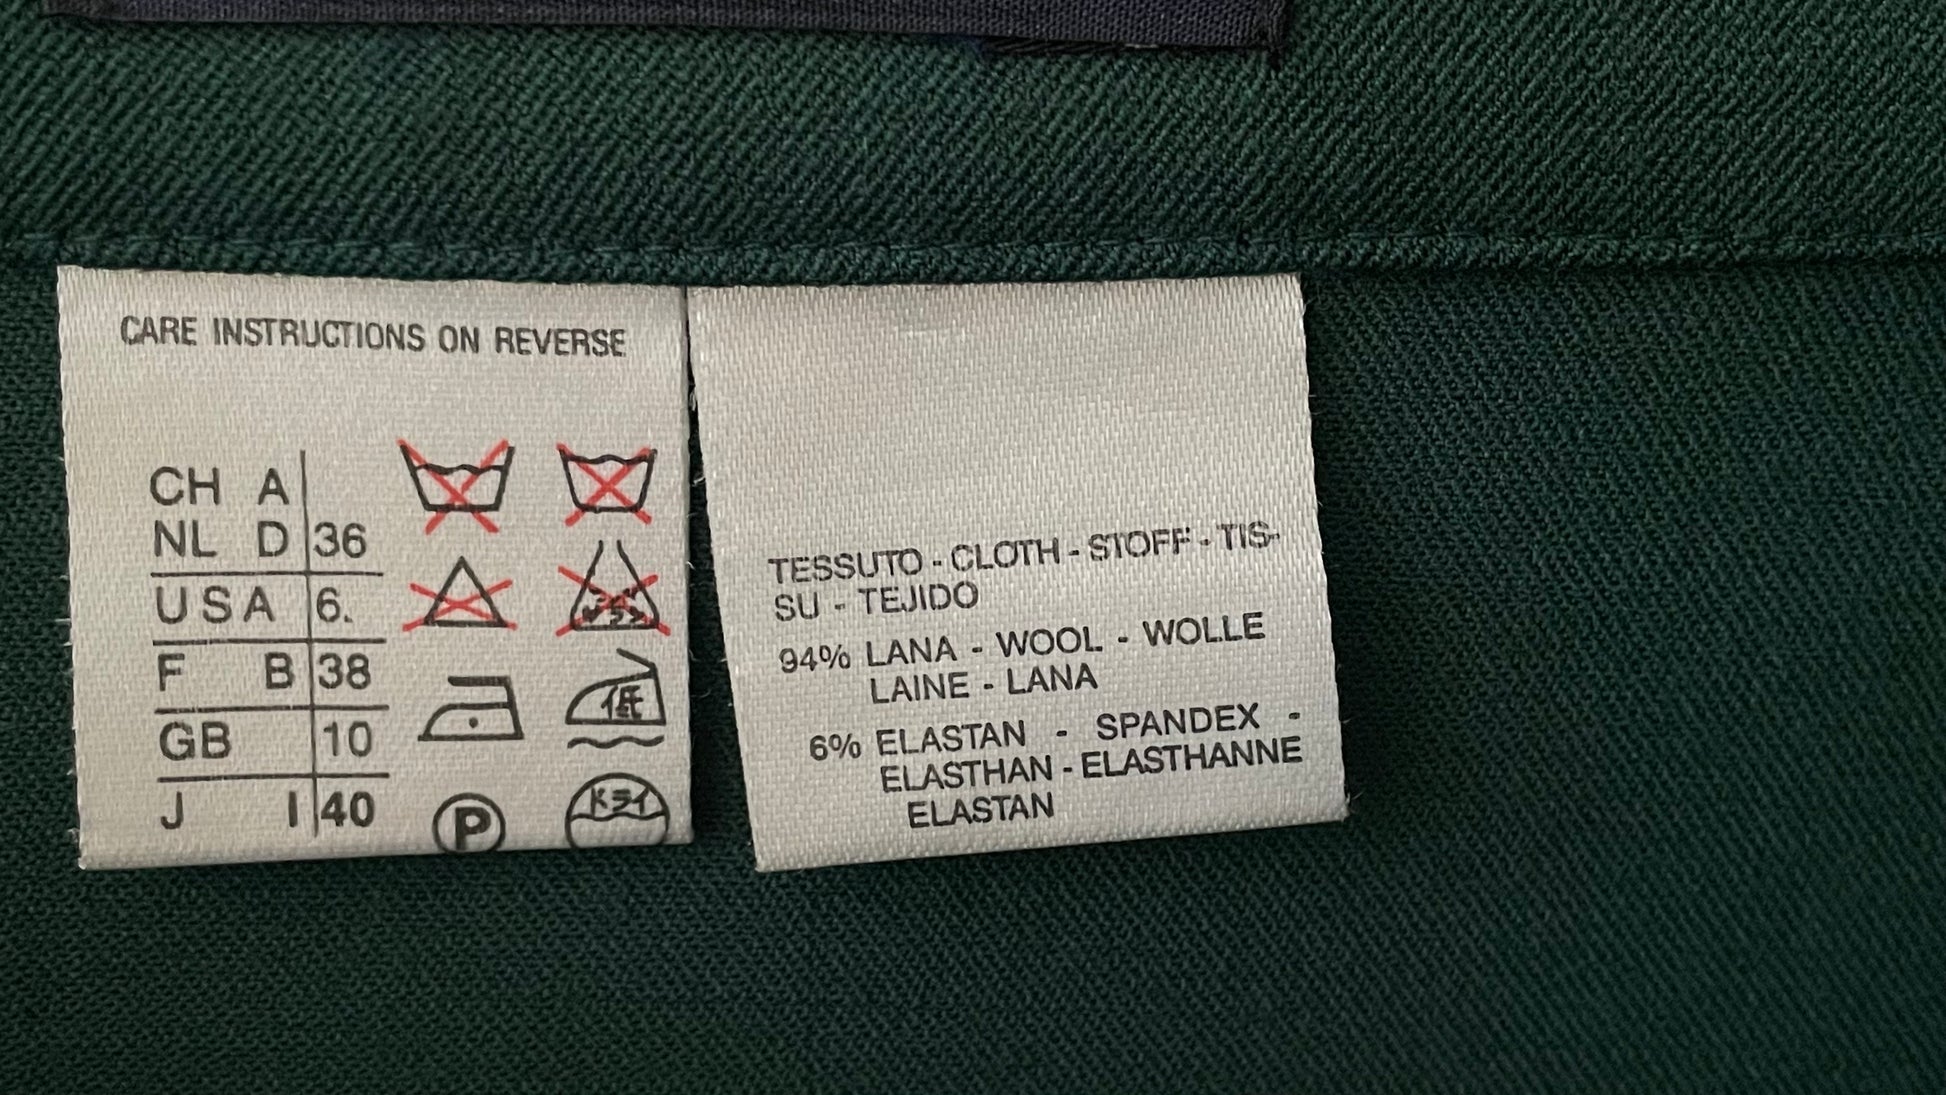 CARE INSTRUCTIONS ON REVERSE
CH A
NL D 36
USA 6.
F B 38
GB 10
J I 40
低
P
ドライ
TESSUTO - CLOTH - STOFF - TIS-
SU - TEJIDO
94% LANA - WOOL - WOLLE
LAINE - LANA
6% ELASTAN - SPANDEX -
ELASTHAN - ELASTHANNE
ELASTAN